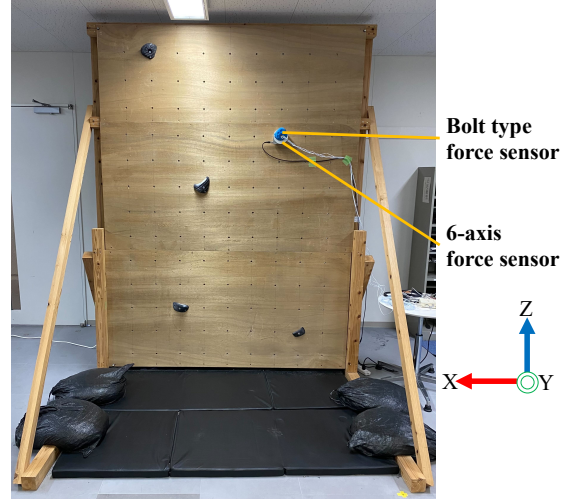 Bolt type
force sensor
6-axis
force sensor
Z
X
Y